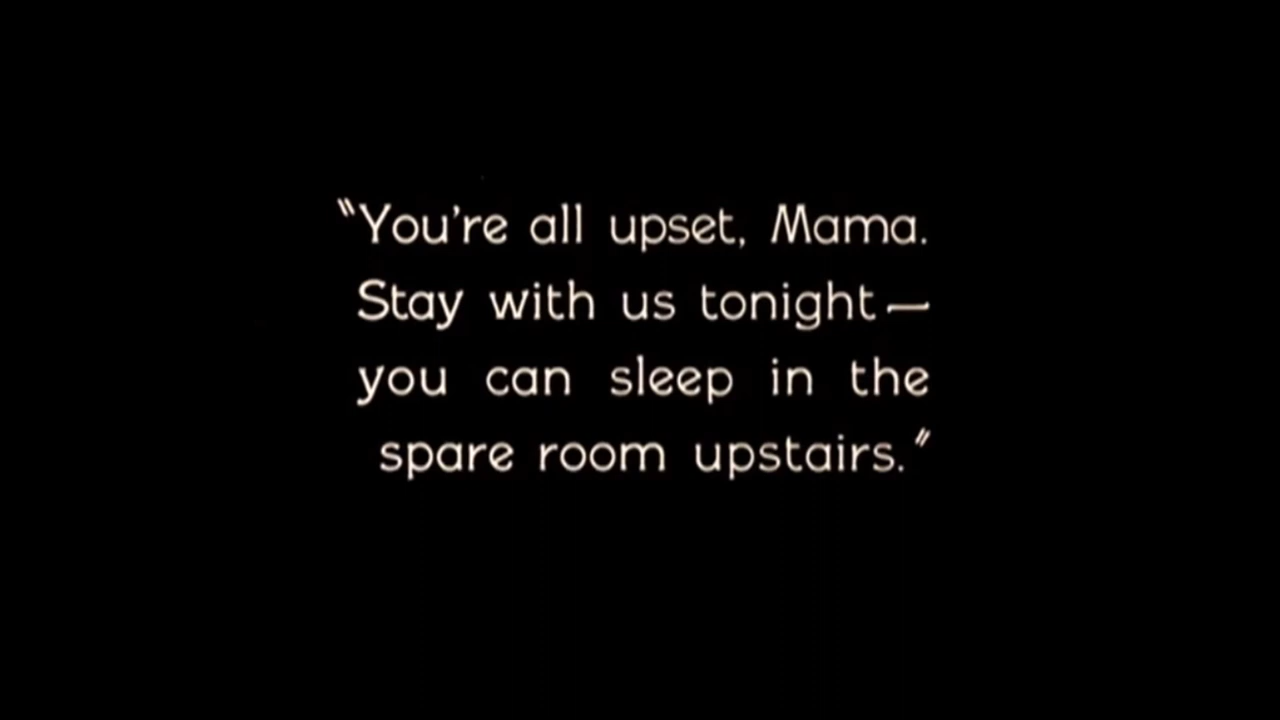 "You're all upset, Mama.
Stay with us tonight—
you can sleep in the
spare room upstairs."